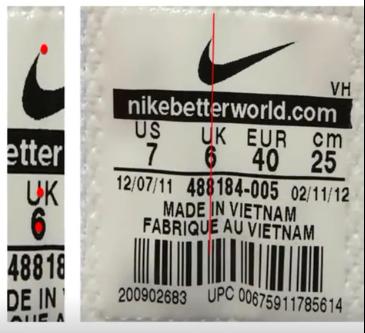 etter
UK
6
48818
DE IN
VH
nikebetterworld.com
US UK EUR cm
7 6 40 25
12/07/11 488184-005 02/11/12
MADE IN VIETNAM
FABRIQUE AU VIETNAM
200902683 UPC 00675911785614